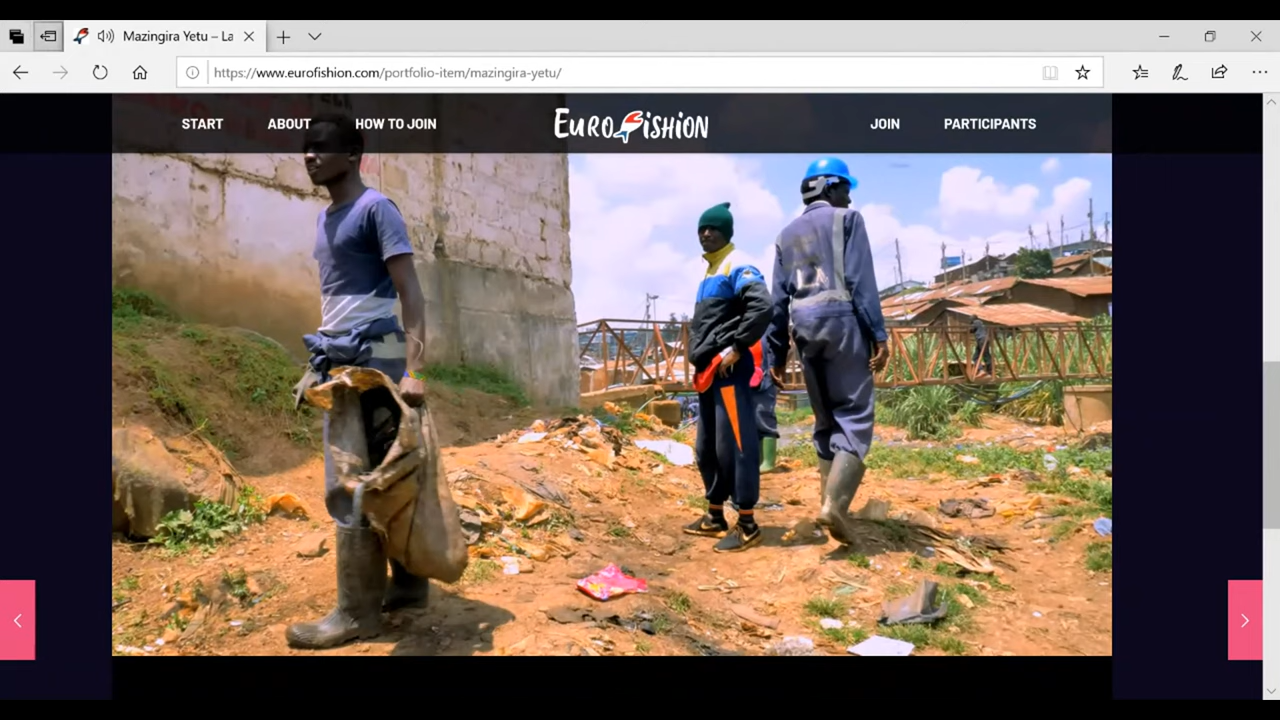 Mazingira Yetu – La
https://www.eurofishion.com/portfolio-item/mazingira-yetu/
START ABOUT HOW TO JOIN EUROFISHION JOIN PARTICIPANTS